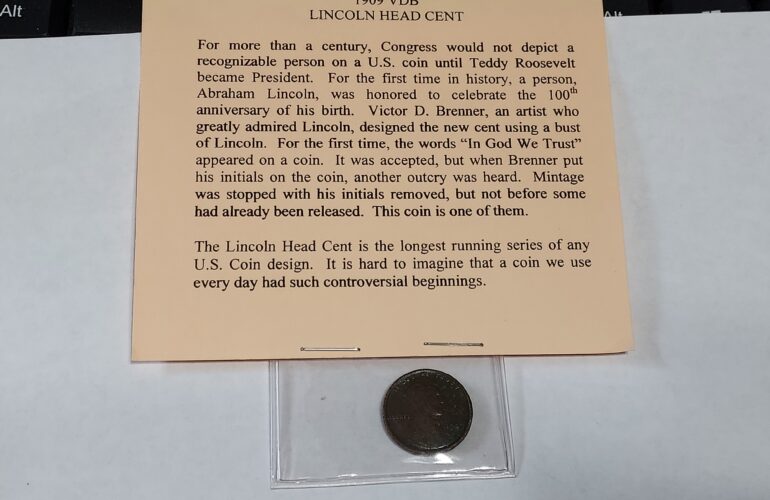 Alt
Alt
1909 VDB
LINCOLN HEAD CENT
For more than a century, Congress would not depict a
recognizable person on a U.S. coin until Teddy Roosevelt
became President. For the first time in history, a person,
Abraham Lincoln, was honored to celebrate the 100th
anniversary of his birth. Victor D. Brenner, an artist who
greatly admired Lincoln, designed the new cent using a bust
of Lincoln. For the first time, the words “In God We Trust”
appeared on a coin. It was accepted, but when Brenner put
his initials on the coin, another outcry was heard. Mintage
was stopped with his initials removed, but not before some
had already been released. This coin is one of them.
The Lincoln Head Cent is the longest running series of any
U.S. Coin design. It is hard to imagine that a coin we use
every day had such controversial beginnings.